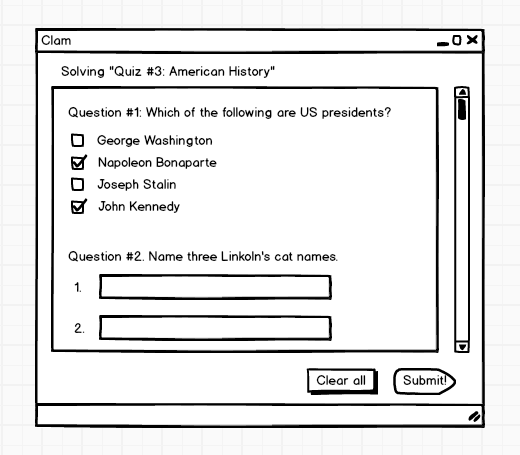 Clam
Solving "Quiz #3: American History"
Question #1: Which of the following are US presidents?
George Washington
Napoleon Bonaparte
Joseph Stalin
John Kennedy
Question #2. Name three Linkoln's cat names.
1.
2.
Clear all
Submit!